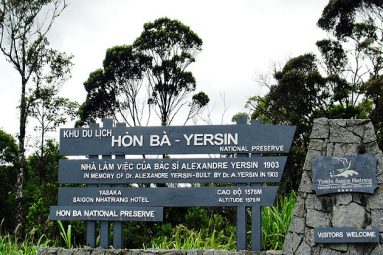 KHU DU LỊCH
HÒN BÀ - YERSIN
NATIONAL PRESERVE
NHÀ LÀM VIỆC CỦA BÁC SĨ ALEXANDRE YERSIN 1903
IN MEMORY OF DR. ALEXANDRE YERSIN-BUILT BY DR.A.YERSIN IN 1903
YASAKA
SAIGON NHATRANG HOTEL
CAO ĐỘ 1578M
ALTITUDE 1578M
HÒN BÀ NATIONAL PRESERVE
Yasaka Saigon Nhatrang
VISITORS WELCOME